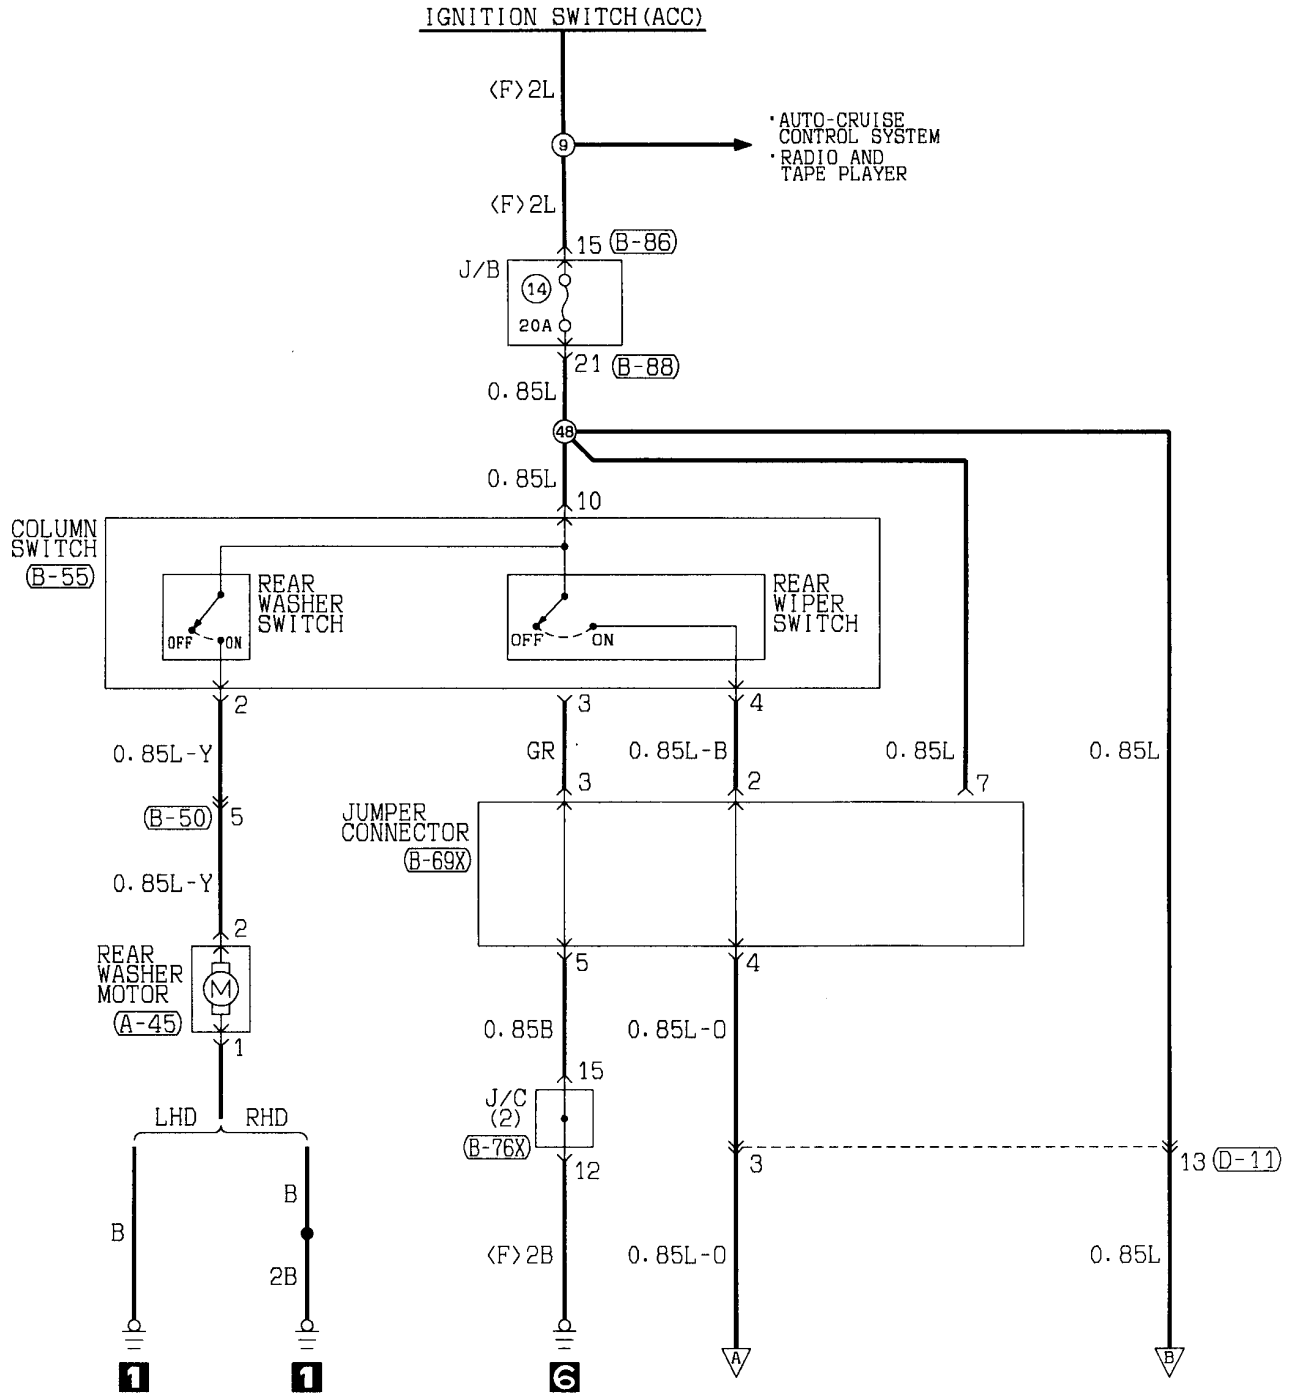 IGNITION SWITCH(ACC)
<F>2L
9
·AUTO-CRUISE
CONTROL SYSTEM
·RADIO AND
TAPE PLAYER
<F>2L
15 (B-86)
J/B
14
20A
21 (B-88)
0.85L
48
0.85L
10
COLUMN
SWITCH
(B-55)
REAR
WASHER
SWITCH
OFF ON
REAR
WIPER
SWITCH
OFF ON
2
3
4
0.85L-Y
GR
0.85L-B
0.85L
0.85L
3
2
7
(B-50) 5
JUMPER
CONNECTOR
(B-69X)
0.85L-Y
2
REAR
WASHER
MOTOR
(A-45)
M
1
5
4
0.85B
0.85L-O
15
J/C
(2)
(B-76X)
12
LHD RHD
3
13 (D-11)
B
B
2B
<F>2B
0.85L-O
0.85L
1
1
6
A
B